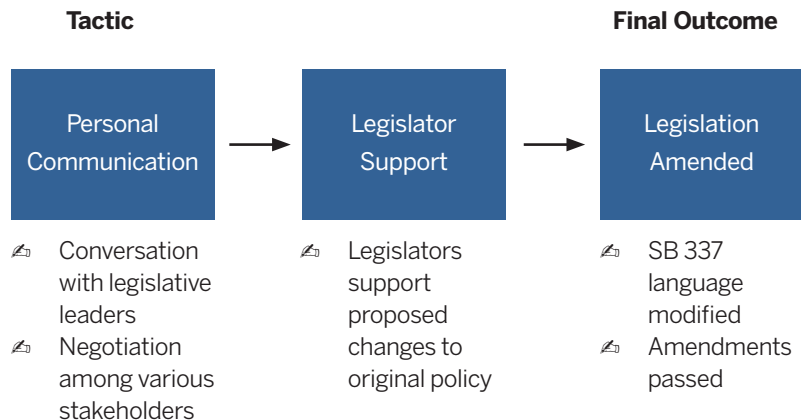 Tactic
Final Outcome
Personal
Communication
Legislator
Support
Legislation
Amended
Conversation
with legislative
leaders
Negotiation
among various
stakeholders
Legislators
support
proposed
changes to
original policy
SB 337
language
modified
Amendments
passed